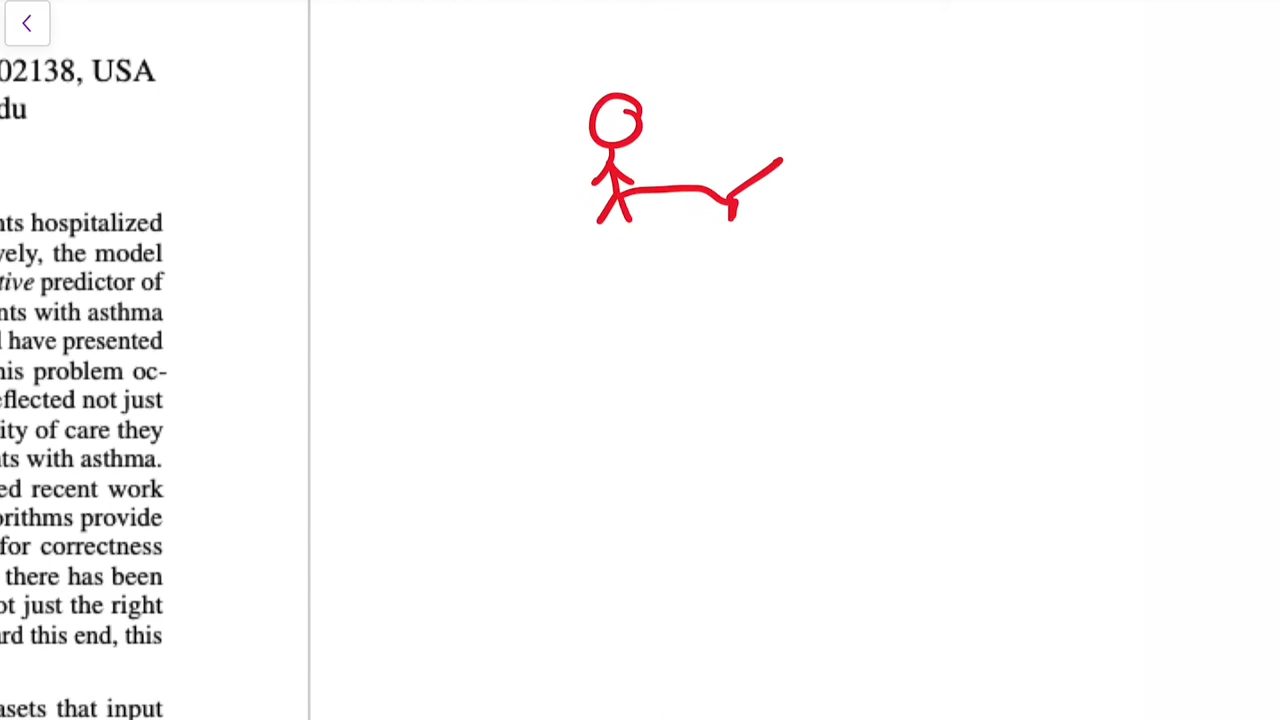 02138, USA
du
nts hospitalized
vely, the model
tive predictor of
nts with asthma
l have presented
his problem oc-
eflected not just
ity of care they
ts with asthma.
ed recent work
orithms provide
for correctness
there has been
ot just the right
rd this end, this
asets that input